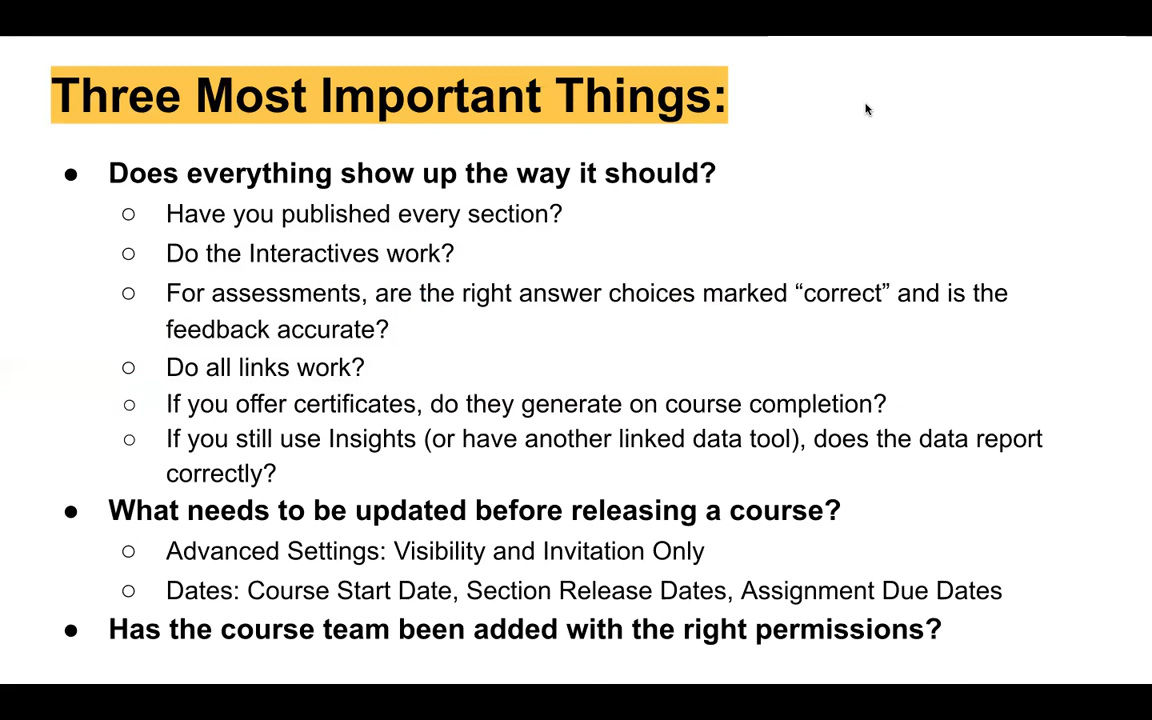 Three Most Important Things:
● Does everything show up the way it should?
○ Have you published every section?
○ Do the Interactives work?
○ For assessments, are the right answer choices marked “correct” and is the
feedback accurate?
○ Do all links work?
○ If you offer certificates, do they generate on course completion?
○ If you still use Insights (or have another linked data tool), does the data report
correctly?
● What needs to be updated before releasing a course?
○ Advanced Settings: Visibility and Invitation Only
○ Dates: Course Start Date, Section Release Dates, Assignment Due Dates
● Has the course team been added with the right permissions?